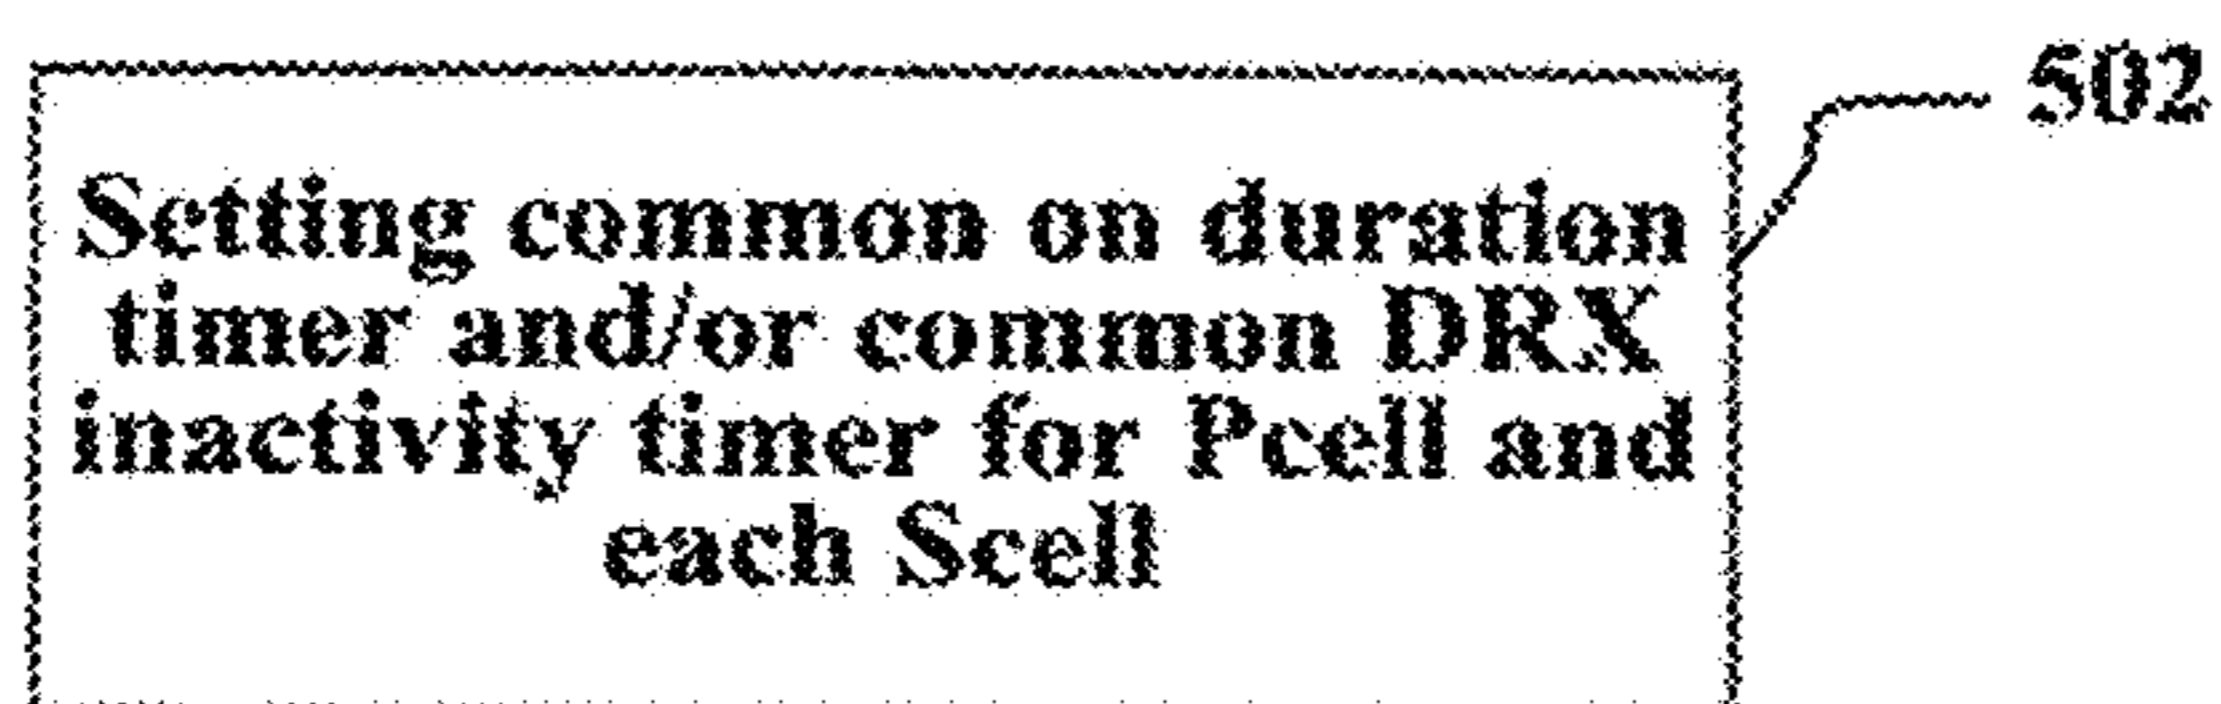 502
Setting common on duration
timer and/or common DRX
inactivity timer for Pcell and
each Scell